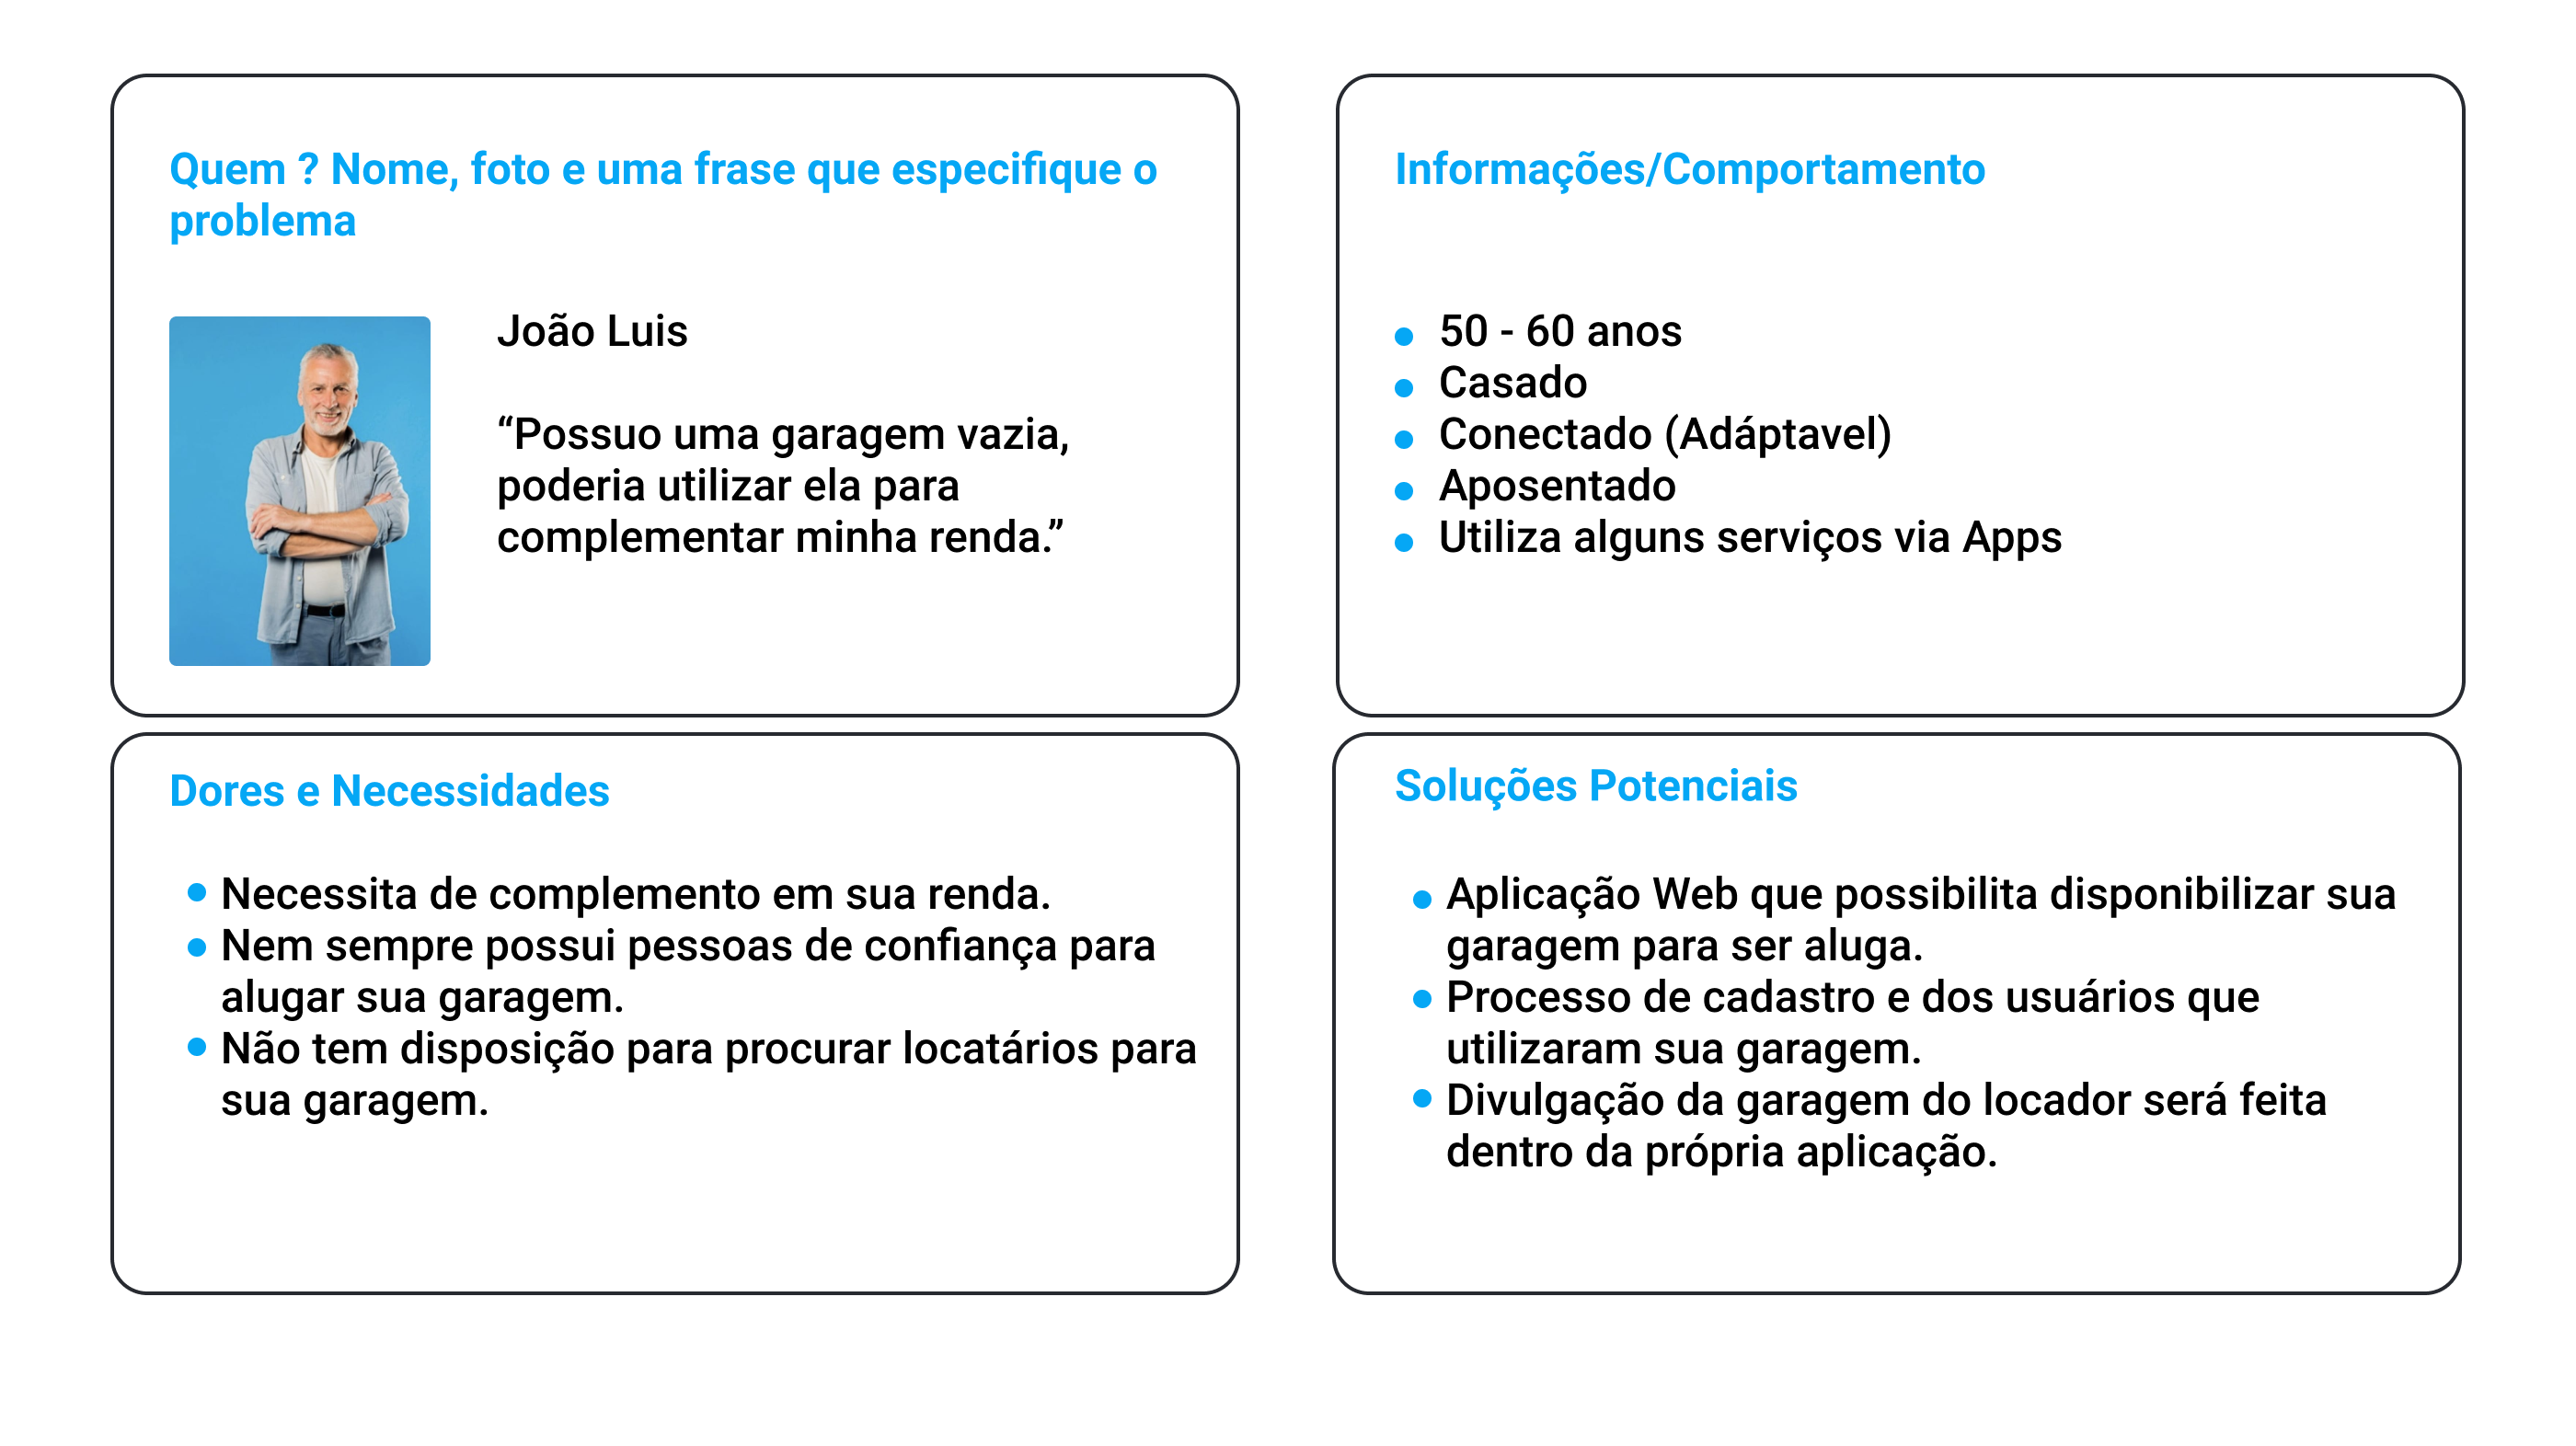 Quem ? Nome, foto e uma frase que especifique o
problema
João Luis
“Possuo uma garagem vazia,
poderia utilizar ela para
complementar minha renda.”
Informações/Comportamento
50 - 60 anos
Casado
Conectado (Adáptavel)
Aposentado
Utiliza alguns serviços via Apps
Dores e Necessidades
Necessita de complemento em sua renda.
Nem sempre possui pessoas de confiança para
alugar sua garagem.
Não tem disposição para procurar locatários para
sua garagem.
Soluções Potenciais
Aplicação Web que possibilita disponibilizar sua
garagem para ser aluga.
Processo de cadastro e dos usuários que
utilizaram sua garagem.
Divulgação da garagem do locador será feita
dentro da própria aplicação.